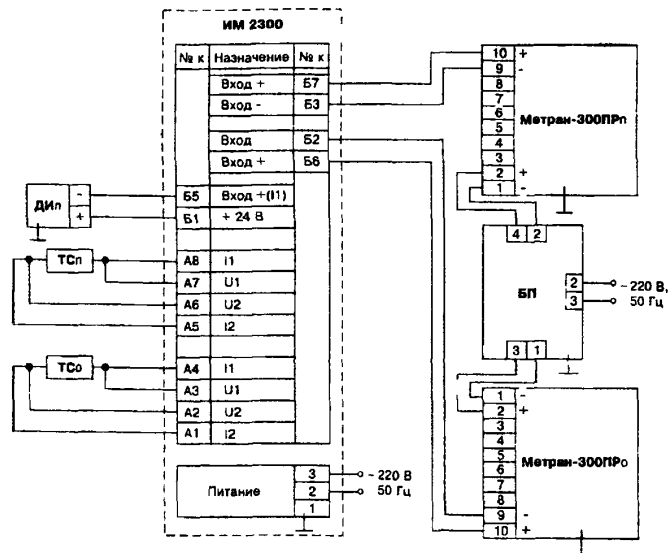 ИМ 2300
№ к Назначение № к
Вход + Б7
Вход - Б3
Вход Б2
Вход + Б6
Б5 Вход +(I1)
Б1 + 24 В
А8 I1
А7 U1
А6 U2
А5 I2
А4 I1
А3 U1
А2 U2
А1 I2
ДИп - +
ТСп
ТСо
Питание 3 2 1
~ 220 В
50 Гц
10 +
9 -
8
7
6
5
4
3
2 +
1 -
Метран-300ПРп
4 2
БП
2
3
~ 220 В,
50 Гц
3 1
1 -
2 +
3
4
5
6
7
8
9 -
10 +
Метран-300ПРо